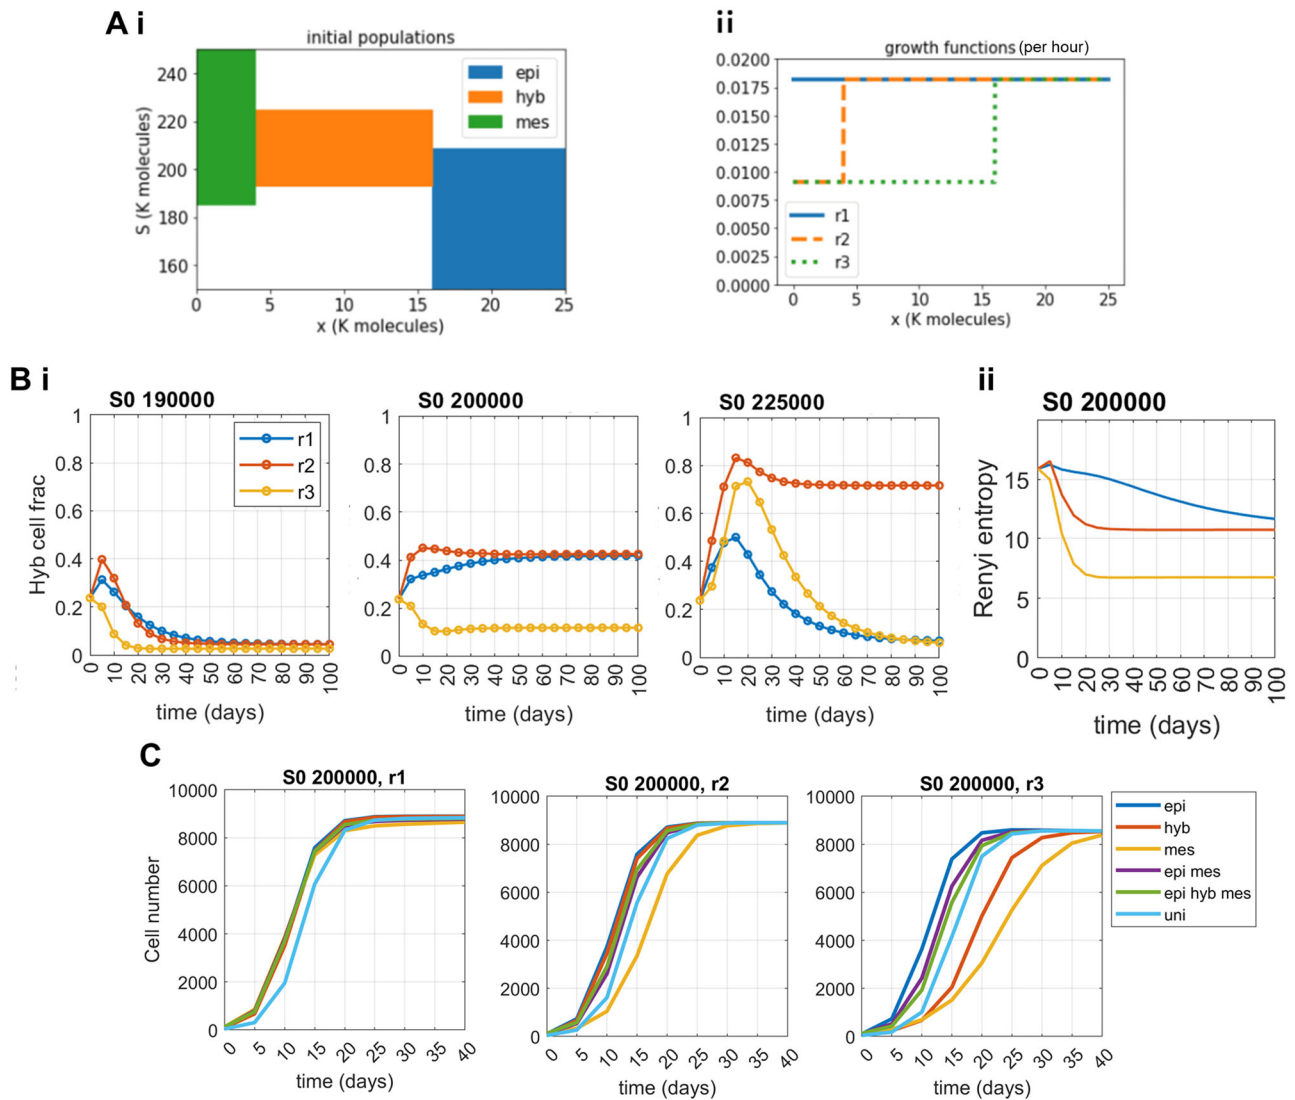 A i
initial populations
240
220
200
180
160
S (K molecules)
epi
hyb
mes
0 5 10 15 20 25
x (K molecules)
ii
growth functions (per hour)
0.0200
0.0175
0.0150
0.0125
0.0100
0.0075
0.0050
0.0025
0.0000
r1
r2
r3
0 5 10 15 20 25
x (K molecules)
B i
S0 190000
1
0.8
0.6
0.4
0.2
0
Hyb cell frac
r1
r2
r3
0 10 20 30 40 50 60 70 80 90 100
time (days)
S0 200000
1
0.8
0.6
0.4
0.2
0
0 10 20 30 40 50 60 70 80 90 100
time (days)
S0 225000
1
0.8
0.6
0.4
0.2
0
0 10 20 30 40 50 60 70 80 90 100
time (days)
ii
S0 200000
15
10
5
0
Renyi entropy
0 10 20 30 40 50 60 70 80 90 100
time (days)
C
S0 200000, r1
10000
8000
6000
4000
2000
0
Cell number
0 5 10 15 20 25 30 35 40
time (days)
S0 200000, r2
10000
8000
6000
4000
2000
0
0 5 10 15 20 25 30 35 40
time (days)
S0 200000, r3
10000
8000
6000
4000
2000
0
0 5 10 15 20 25 30 35 40
time (days)
epi
hyb
mes
epi mes
epi hyb mes
uni